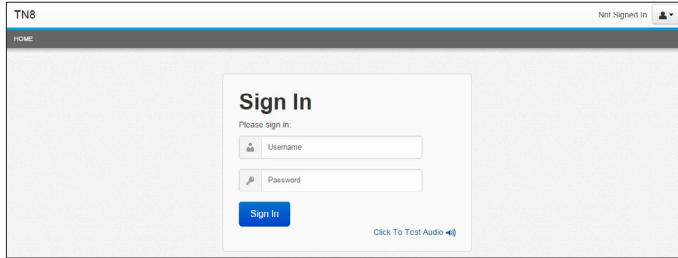 TN8
Not Signed In
HOME
Sign In
Please sign in:
Username
Password
Sign In
Click To Test Audio